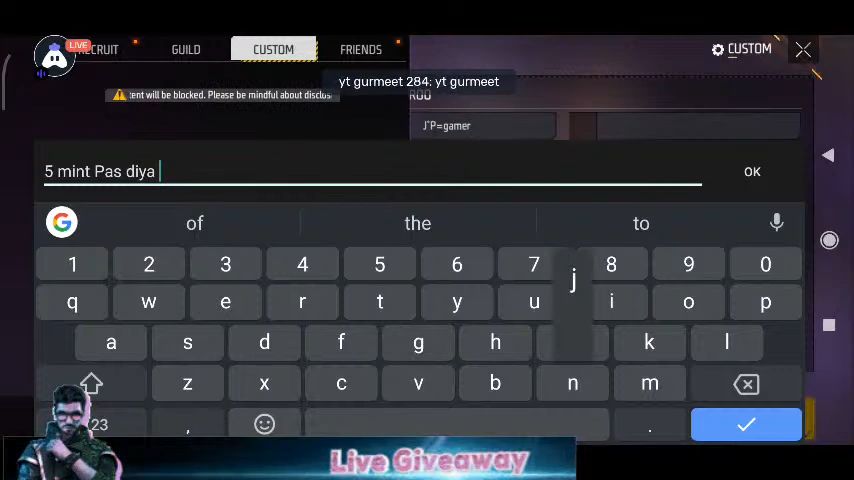 LIVE
RECRUIT GUILD CUSTOM FRIENDS CUSTOM
yt gurmeet 284: yt gurmeet
tent will be blocked. Please be mindful about disclos
J°P=gamer
5 mint Pas diya OK
of the to
1 2 3 4 5 6 7 8 9 0
j
q w e r t y u i o p
a s d f g h k l
z x c v b n m
123 , .
Live Giveaway